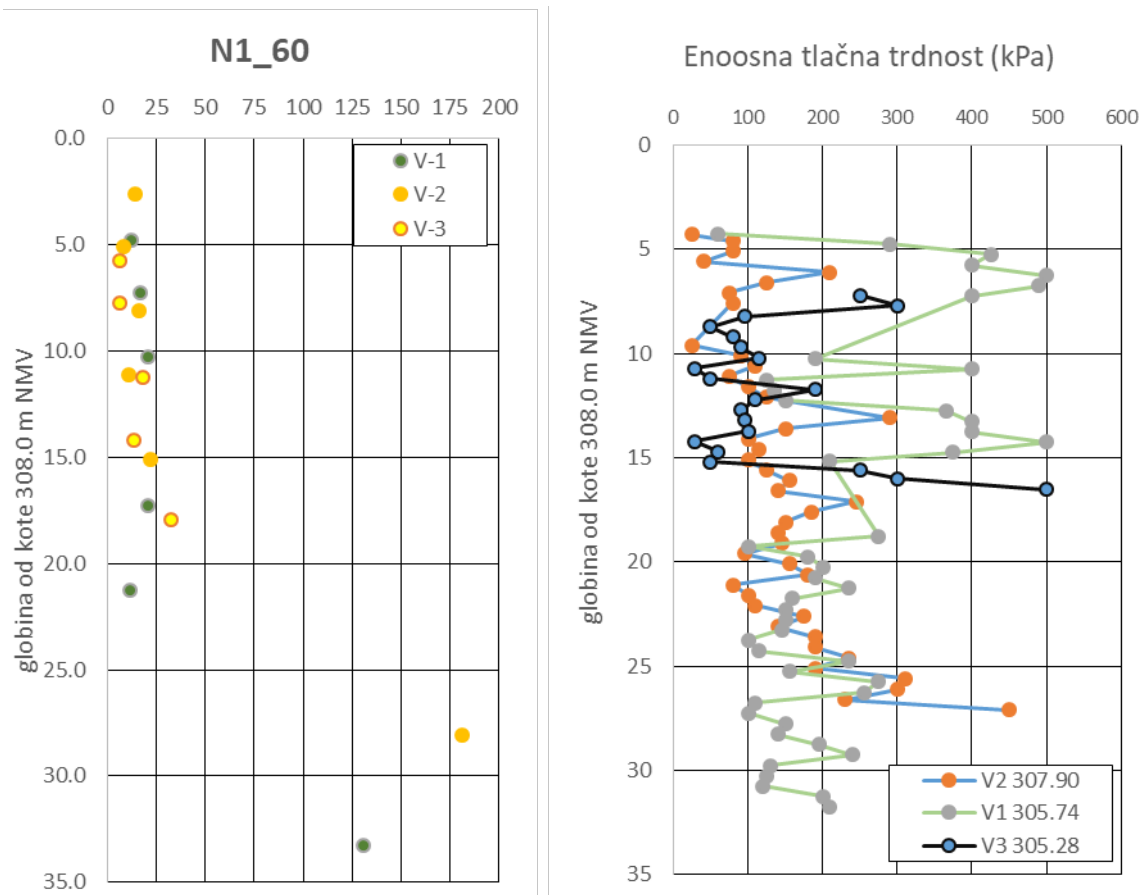 N1_60
0 25 50 75 100 125 150 175 200
0.0
5.0
10.0
15.0
20.0
25.0
30.0
35.0
globina od kote 308.0 m NMV
V-1
V-2
V-3
Enoosna tlačna trdnost (kPa)
0 100 200 300 400 500 600
0
5
10
15
20
25
30
35
globina od kote 308.0 m NMV
V2 307.90
V1 305.74
V3 305.28